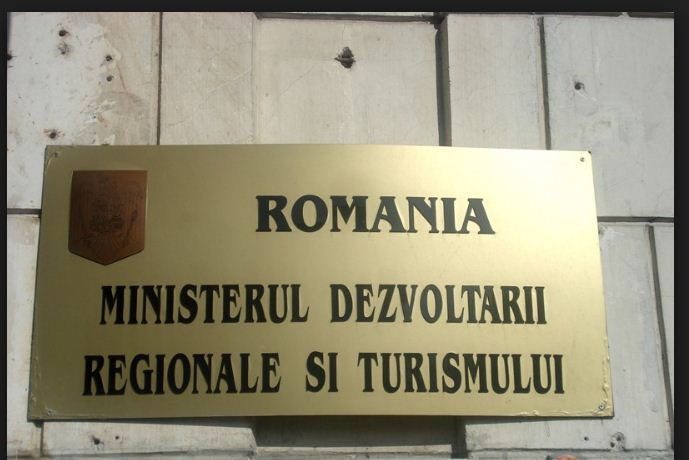 ROMANIA
MINISTERUL DEZVOLTARII
REGIONALE SI TURISMULUI